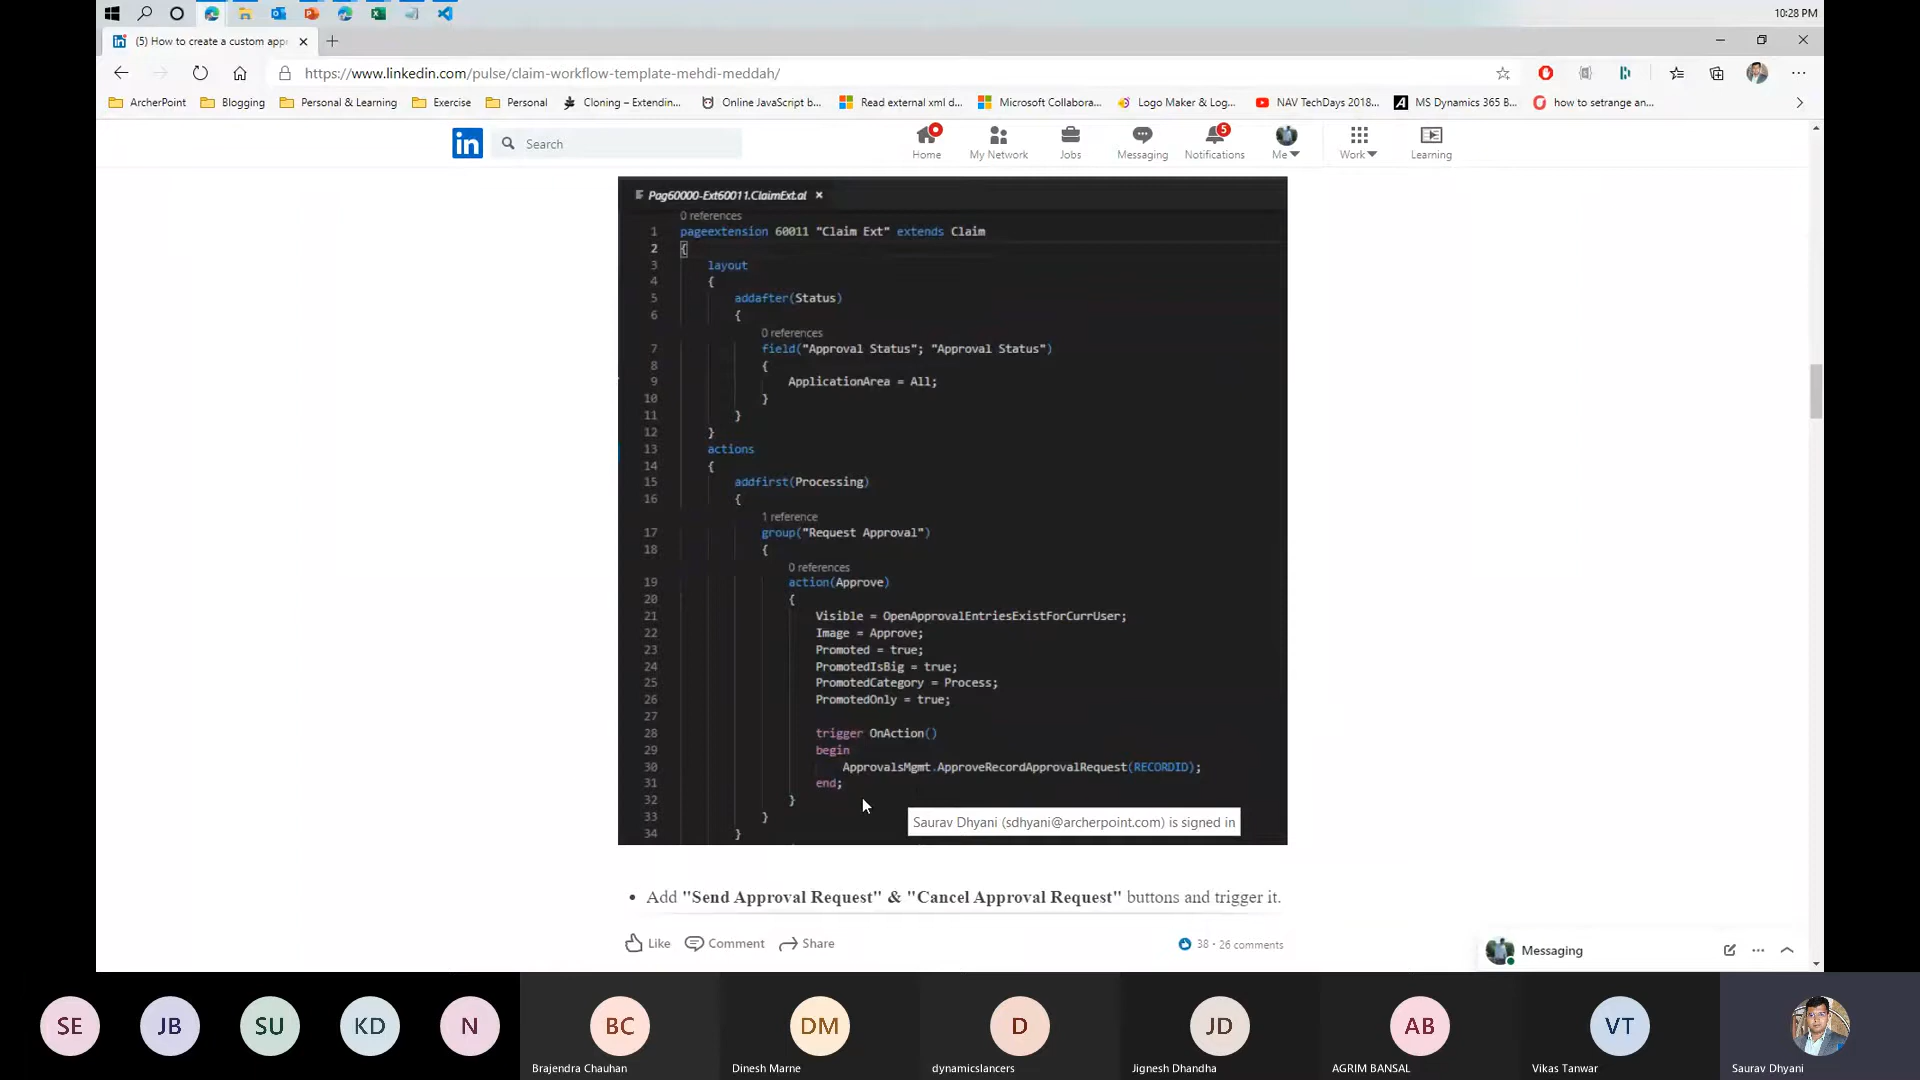 10:28 PM
(5) How to create a custom appr
https://www.linkedin.com/pulse/claim-workflow-template-mehdi-meddah/
ArcherPoint
Blogging
Personal & Learning
Exercise
Personal
Cloning – Extendin...
Online JavaScript b...
Read external xml d...
Microsoft Collabora...
Logo Maker & Log...
NAV TechDays 2018...
MS Dynamics 365 B...
how to setrange an...
in
Search
Home
My Network
Jobs
Messaging
5
Notifications
Me
Work
Learning
Pag60000-Ext60011.ClaimExt.al
0 references
1 pageextension 60011 "Claim Ext" extends Claim
2 {
3 layout
4 {
5 addafter(Status)
6 {
0 references
7 field("Approval Status"; "Approval Status")
8 {
9 ApplicationArea = All;
10 }
11 }
12 }
13 actions
14 {
15 addfirst(Processing)
16 {
1 reference
17 group("Request Approval")
18 {
0 references
19 action(Approve)
20 {
21 Visible = OpenApprovalEntriesExistForCurrUser;
22 Image = Approve;
23 Promoted = true;
24 PromotedIsBig = true;
25 PromotedCategory = Process;
26 PromotedOnly = true;
27
28 trigger OnAction()
29 begin
30 ApprovalsMgmt.ApproveRecordApprovalRequest(RECORDID);
31 end;
32 }
33 }
34 }
Saurav Dhyani (sdhyani@archerpoint.com) is signed in
• Add "Send Approval Request" & "Cancel Approval Request" buttons and trigger it.
Like
Comment
Share
38 · 26 comments
Messaging
SE
JB
SU
KD
N
BC
DM
D
JD
AB
VT
Brajendra Chauhan
Dinesh Marne
dynamicslancers
Jignesh Dhandha
AGRIM BANSAL
Vikas Tanwar
Saurav Dhyani